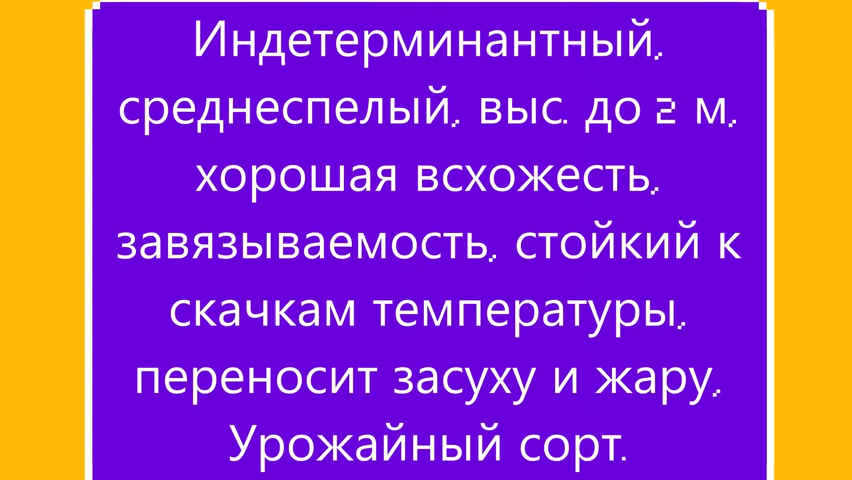 Индетерминантный,
среднеспелый, выс. до 2 м,
хорошая всхожесть,
завязываемость, стойкий к
скачкам температуры,
переносит засуху и жару,
Урожайный сорт.